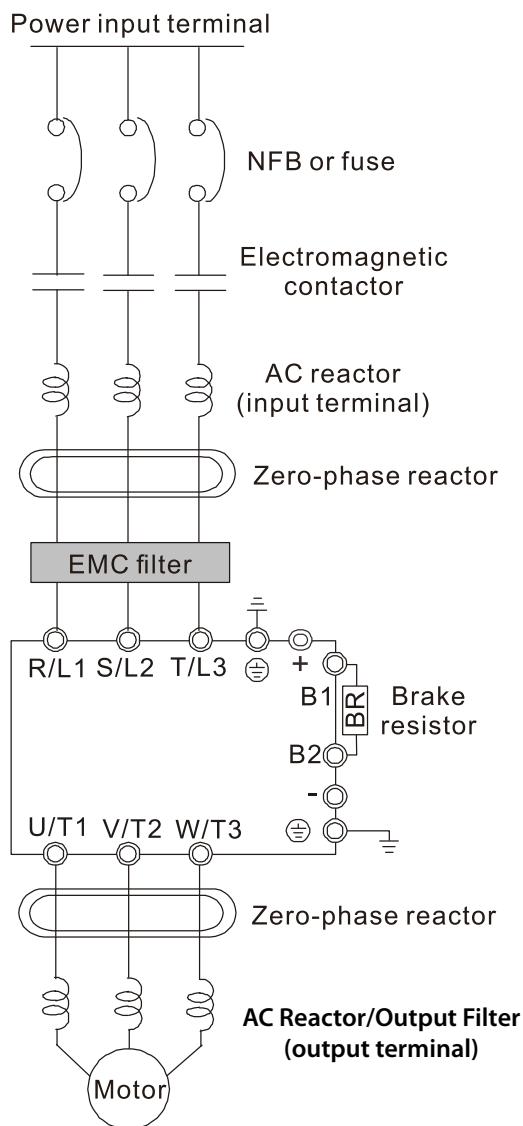 Power input terminal
NFB or fuse
Electromagnetic
contactor
AC reactor
(input terminal)
Zero-phase reactor
EMC filter
R/L1 S/L2 T/L3
+
B1
BR
Brake
resistor
B2
-
U/T1 V/T2 W/T3
Zero-phase reactor
AC Reactor/Output Filter
(output terminal)
Motor